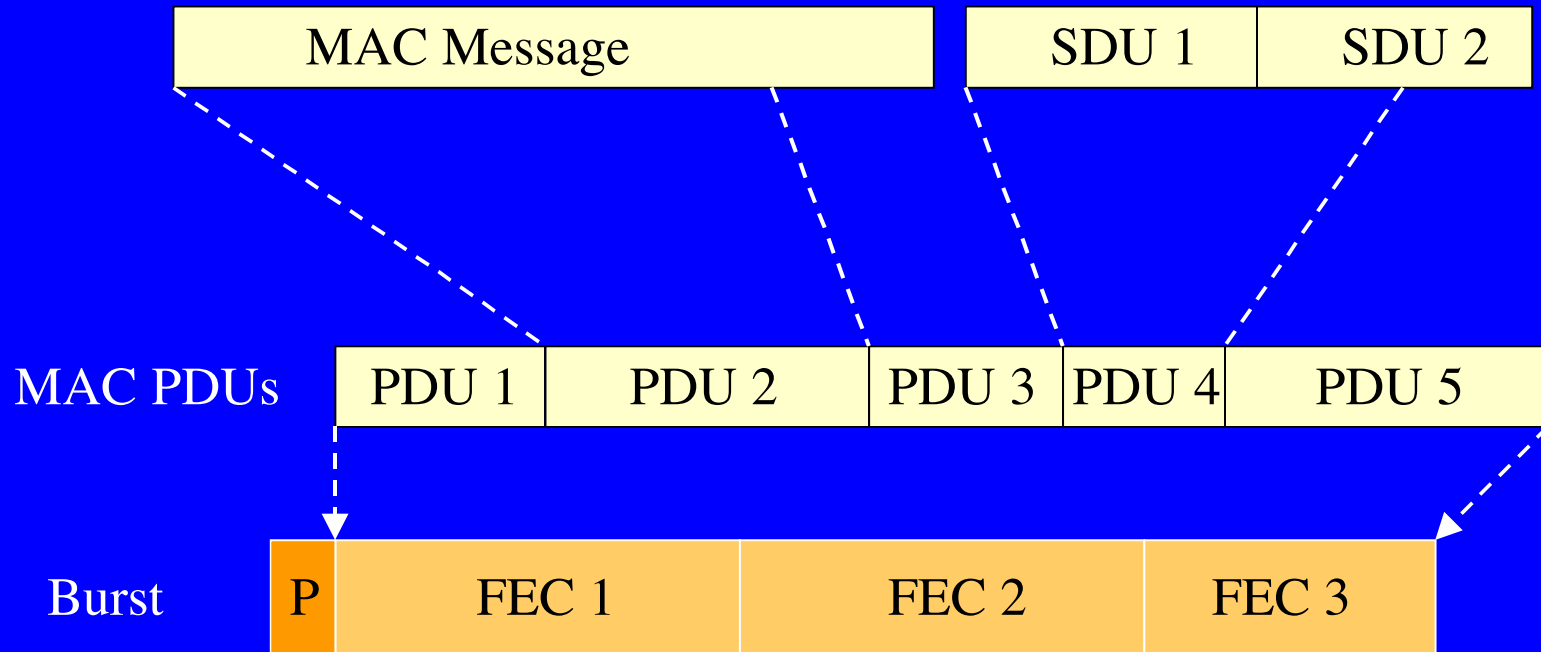 MAC Message SDU 1 SDU 2
MAC PDUs PDU 1 PDU 2 PDU 3 PDU 4 PDU 5
Burst P FEC 1 FEC 2 FEC 3